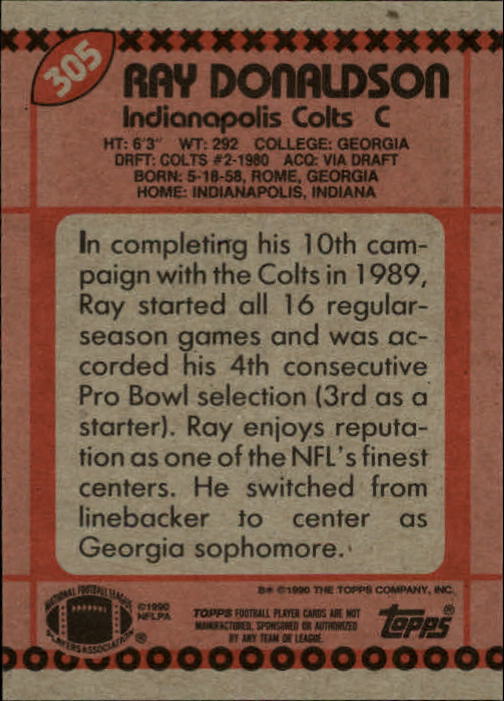 305
RAY DONALDSON
Indianapolis Colts C
HT: 6'3" WT: 292 COLLEGE: GEORGIA
DRFT: COLTS #2-1980 ACQ: VIA DRAFT
BORN: 5-18-58, ROME, GEORGIA
HOME: INDIANAPOLIS, INDIANA
In completing his 10th cam-
paign with the Colts in 1989,
Ray started all 16 regular-
season games and was ac-
corded his 4th consecutive
Pro Bowl selection (3rd as a
starter). Ray enjoys reputa-
tion as one of the NFL's finest
centers. He switched from
linebacker to center as
Georgia sophomore.
B* ©1990 THE TOPPS COMPANY, INC.
NATIONAL FOOTBALL LEAGUE
PLAYERS ASSOCIATION ®
©1990
NFLPA
TOPPS FOOTBALL PLAYER CARDS ARE NOT
MANUFACTURED, SPONSORED OR AUTHORIZED
BY ANY TEAM OR LEAGUE.
TOPPS®